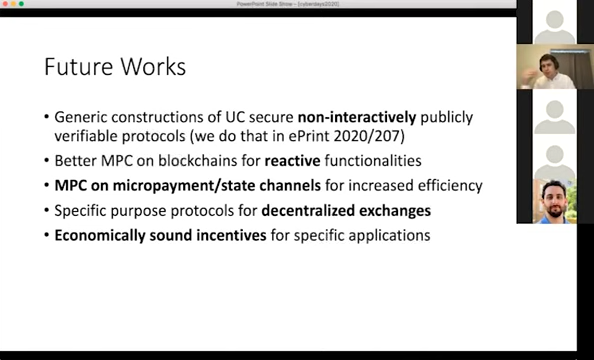 PowerPoint Slide Show - [cyberdays2020]
Future Works
• Generic constructions of UC secure non-interactively publicly
verifiable protocols (we do that in ePrint 2020/207)
• Better MPC on blockchains for reactive functionalities
• MPC on micropayment/state channels for increased efficiency
• Specific purpose protocols for decentralized exchanges
• Economically sound incentives for specific applications